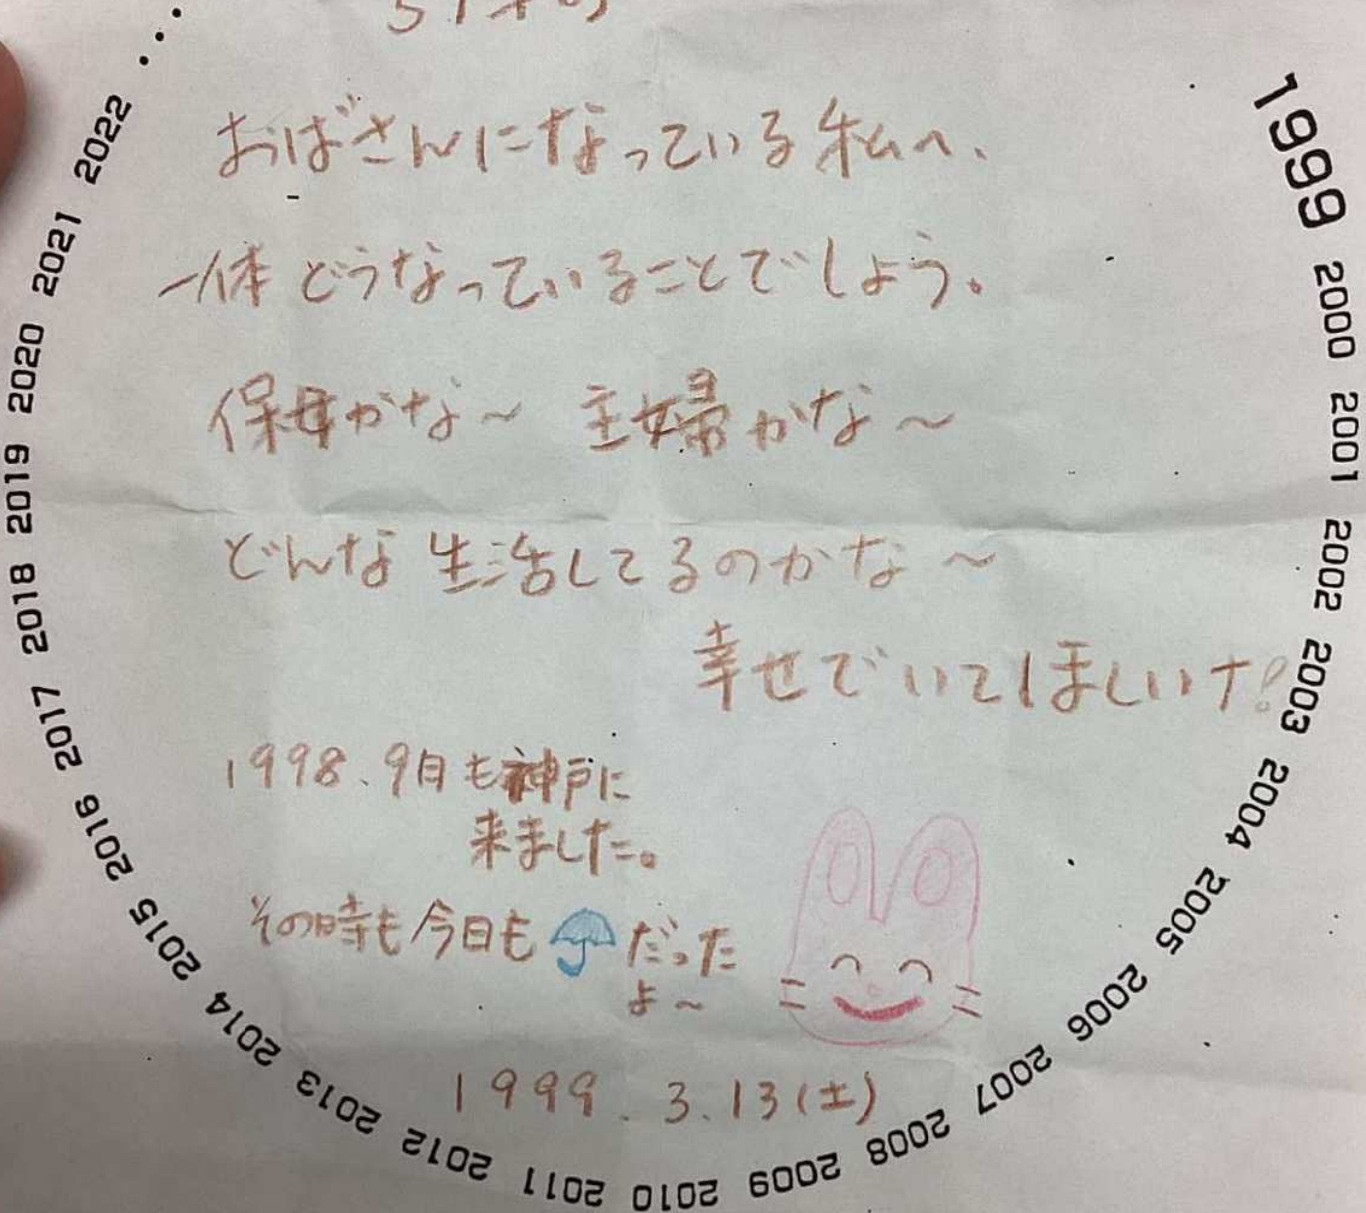 おばさんになっている私へ、
一体どうなっていることでしょう。
保母かな〜 主婦かな〜
どんな生活してるのかな〜
幸せでいてほしいナ!
1998、9月も神戸に
来ました。
その時も今日も だった
よ〜
1999.3.13(土)
1999 2000 2001 2002 2003 2004 2005 2006 2007 2008 2009 2010 2011 2012 2013 2014 2015 2016 2017 2018 2019 2020 2021 2022 ...